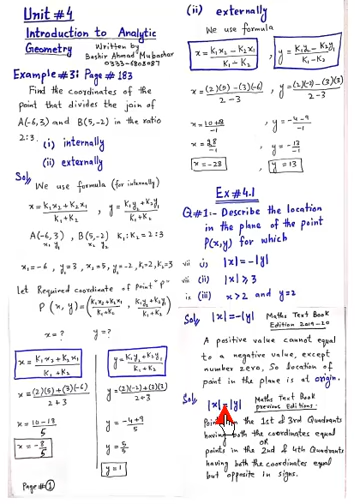 Unit #4
Introduction to Analytic
Geometry
Written by
Bashir Ahmad Mubashar
0333-6803087
Example #3: Page # 183
Find the coordinates of the
point that divides the join of
A(-6,3) and B(5,-2) in the ratio
2:3.
(i) internally
(ii) externally
Sol
We use formula (for internally)
x = K₁x₂+K₂x₁ / K₁+K₂ , y = K₁y₂+K₂y₁ / K₁+K₂
A(-6,3) , B(5,-2) K₁:K₂ = 2:3
x₁ y₁ x₂ y₂
x₁=-6, y₁=3, x₂=5, y₂=-2, K₁=2, K₂=3
Let Required Coordinate of Point "P"
P(x,y) = (K₁x₂+K₂x₁ / K₁+K₂ , K₁y₂+K₂y₁ / K₁+K₂)
x=? y=?
x = K₁x₂+K₂x₁ / K₁+K₂
x = (2)(5)+(3)(-6) / 2+3
x = 10-18 / 5
x = -8/5
y = K₁y₂+K₂y₁ / K₁+K₂
y = (2)(-2)+(3)(3) / 2+3
y = -4+9 / 5
y = 5/5
y = 1
Page #1
(ii) externally
We use formula
x = K₁x₂-K₂x₁ / K₁-K₂ , y = K₁y₂-K₂y₁ / K₁-K₂
x = (2)(5)-(3)(-6) / 2-3 , y = (2)(-2)-(3)(3) / 2-3
x = 10+18 / -1 , y = -4-9 / -1
x = 28 / -1 y = -13 / -1
x = -28 , y = 13
Ex #4.1
Q#1:- Describe the location
in the plane of the point
P(x,y) for which
vii (i) |x| = -|y|
viii (ii) |x| ≥ 3
ix (iii) x > 2 and y = 2
Sol |x| = -|y| Maths Text Book
Edition 2019-20
A positive value cannot equal
to a negative value, except
number zero, So location of
point in the plane is at origin.
Sol |x| = |y| Maths Text Book
previous Editions
in the 1st & 3rd Quadrants
having both the coordinates equal
OR
points in the 2nd & 4th Quadrants
having both the coordinates equal
but opposite in signs.